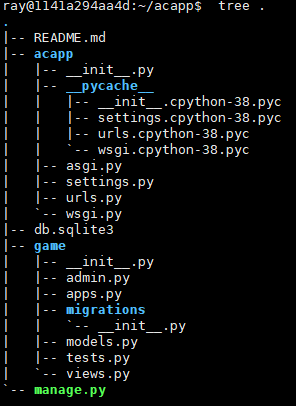 ray@1141a294aa4d:~/acapp$  tree .
.
|-- README.md
|-- acapp
|   |-- __init__.py
|   |-- __pycache__
|   |   |-- __init__.cpython-38.pyc
|   |   |-- settings.cpython-38.pyc
|   |   |-- urls.cpython-38.pyc
|   |   `-- wsgi.cpython-38.pyc
|   |-- asgi.py
|   |-- settings.py
|   |-- urls.py
|   `-- wsgi.py
|-- db.sqlite3
|-- game
|   |-- __init__.py
|   |-- admin.py
|   |-- apps.py
|   |-- migrations
|   |   `-- __init__.py
|   |-- models.py
|   |-- tests.py
|   `-- views.py
`-- manage.py